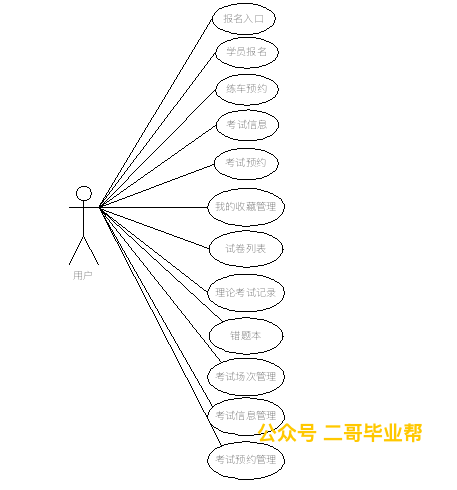 报名入口
学员报名
练车预约
考试信息
考试预约
我的收藏管理
试卷列表
用户
理论考试记录
错题本
考试场次管理
考试信息管理
公众号 二哥毕业帮
考试预约管理